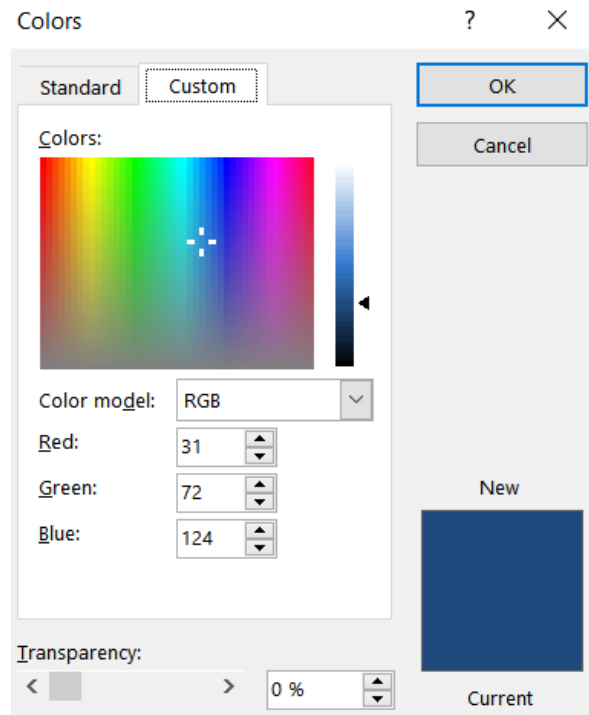 Colors ?
Standard Custom
OK
Cancel
Colors:
Color model: RGB
Red: 31
Green: 72
Blue: 124
New
Current
Transparency:
0 %